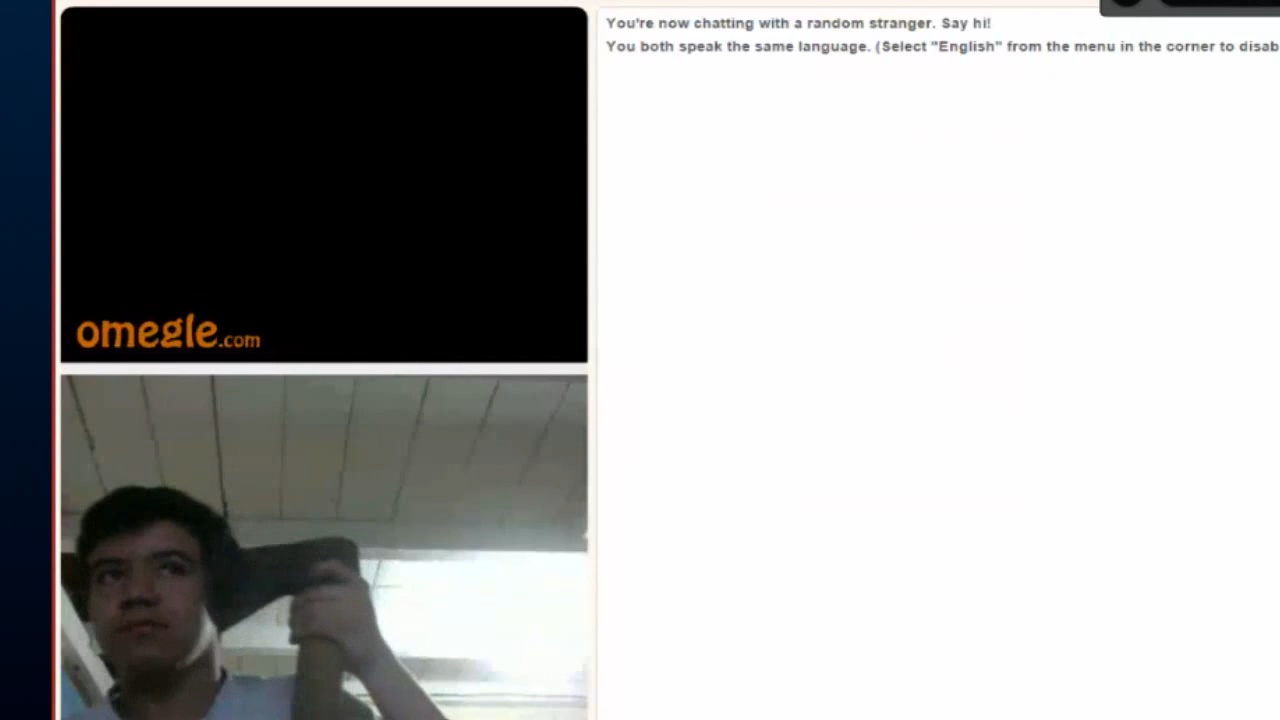 You're now chatting with a random stranger. Say hi!
You both speak the same language. (Select "English" from the menu in the corner to disab
omegle.com